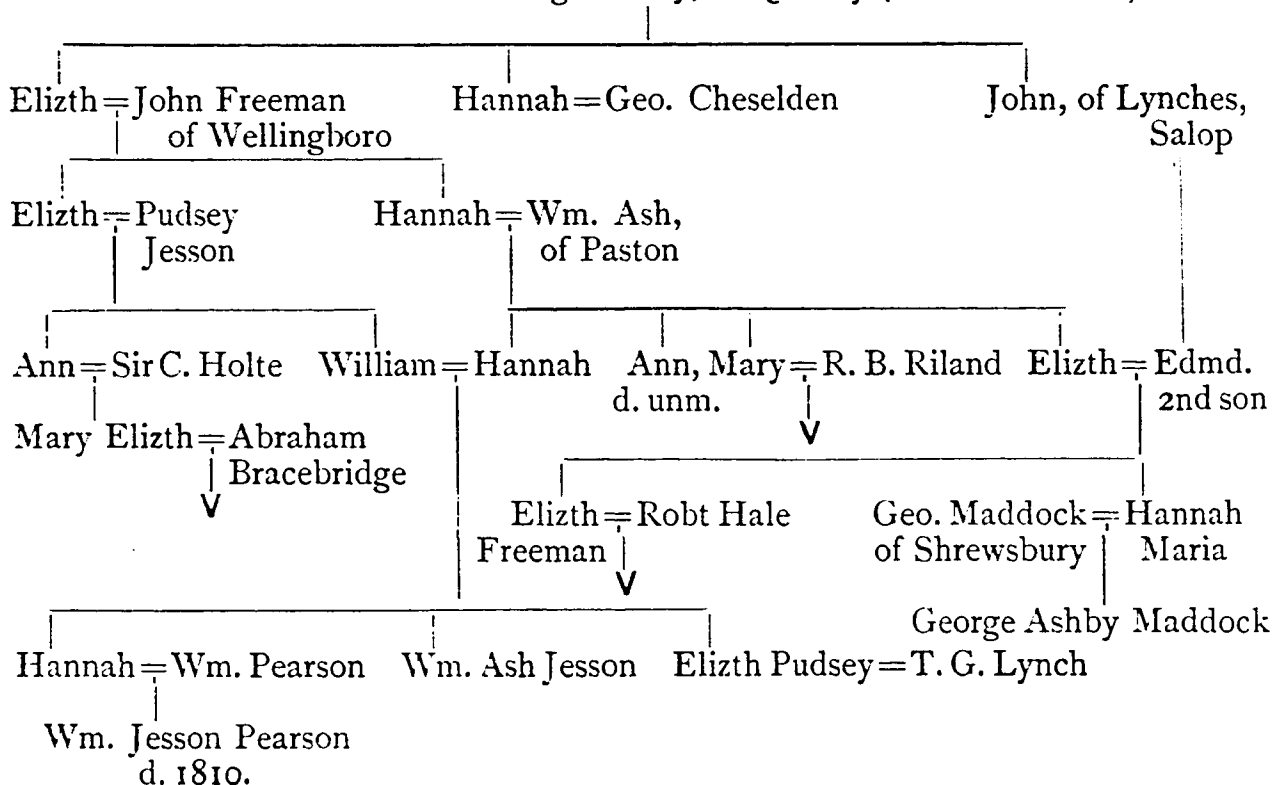 Elizth = John Freeman Hannah = Geo. Cheselden John, of Lynches,
of Wellingboro Salop
Elizth = Pudsey Hannah = Wm. Ash,
Jesson of Paston
Ann = Sir C. Holte William = Hannah Ann, Mary = R. B. Riland Elizth = Edmd.
d. unm. 2nd son
Mary Elizth = Abraham
Bracebridge
Elizth = Robt Hale Geo. Maddock = Hannah
Freeman of Shrewsbury Maria
George Ashby Maddock
Hannah = Wm. Pearson Wm. Ash Jesson Elizth Pudsey = T. G. Lynch
Wm. Jesson Pearson
d. 1810.